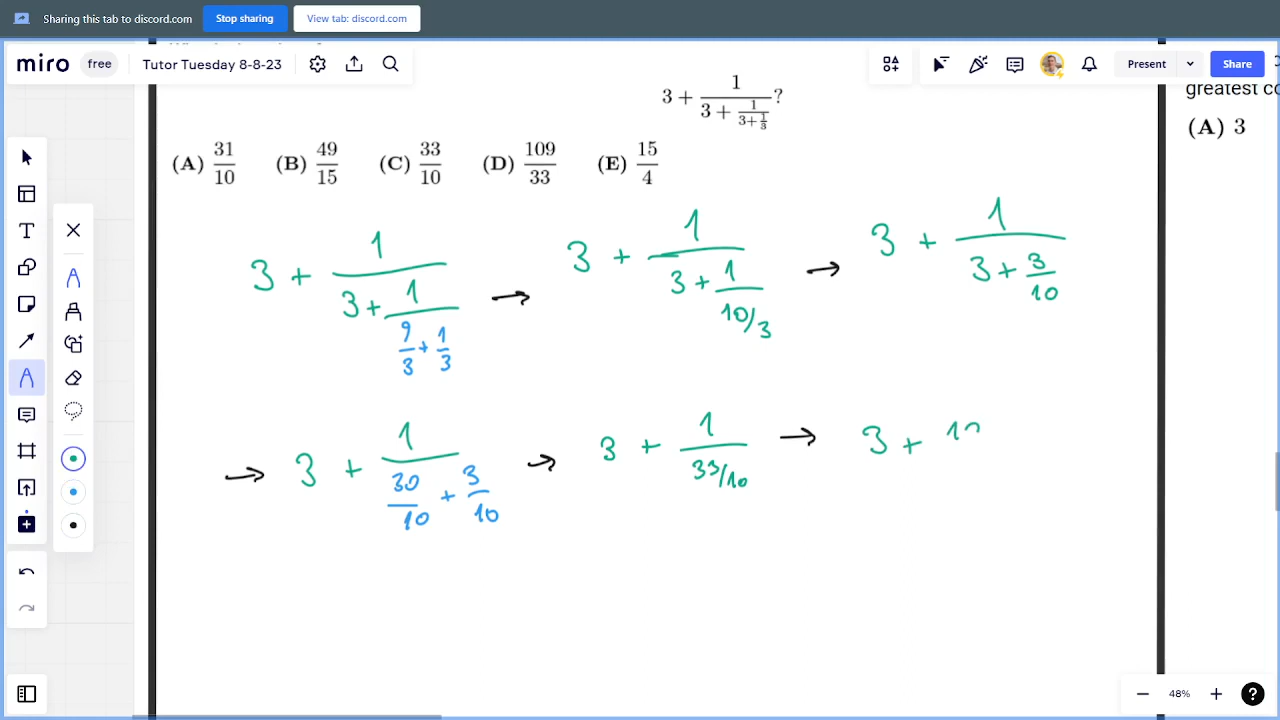 Sharing this tab to discord.com Stop sharing View tab: discord.com
miro free Tutor Tuesday 8-8-23 Present Share
greatest co
(A) 3
3 + 1/(3 + 1/(3 + 1/3)) ?
(A) 31/10 (B) 49/15 (C) 33/10 (D) 109/33 (E) 15/4
3 + 1/(3 + 1/(9/3 + 1/3)) → 3 + 1/(3 + 1/(10/3)) → 3 + 1/(3 + 3/10)
→ 3 + 1/(30/10 + 3/10) → 3 + 1/(33/10) → 3 + 10
48%